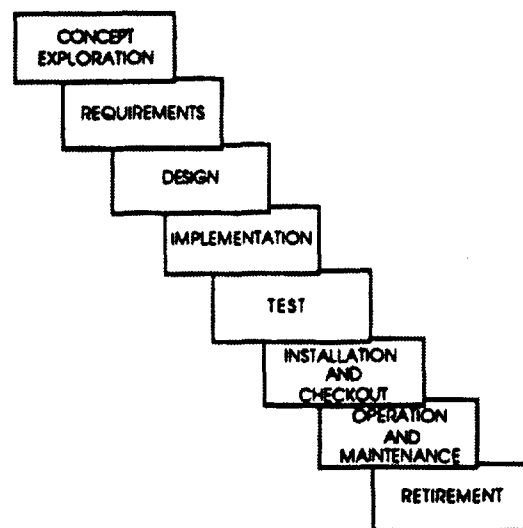 CONCEPT
EXPLORATION
REQUIREMENTS
DESIGN
IMPLEMENTATION
TEST
INSTALLATION
AND
CHECKOUT
OPERATION
AND
MAINTENANCE
RETIREMENT